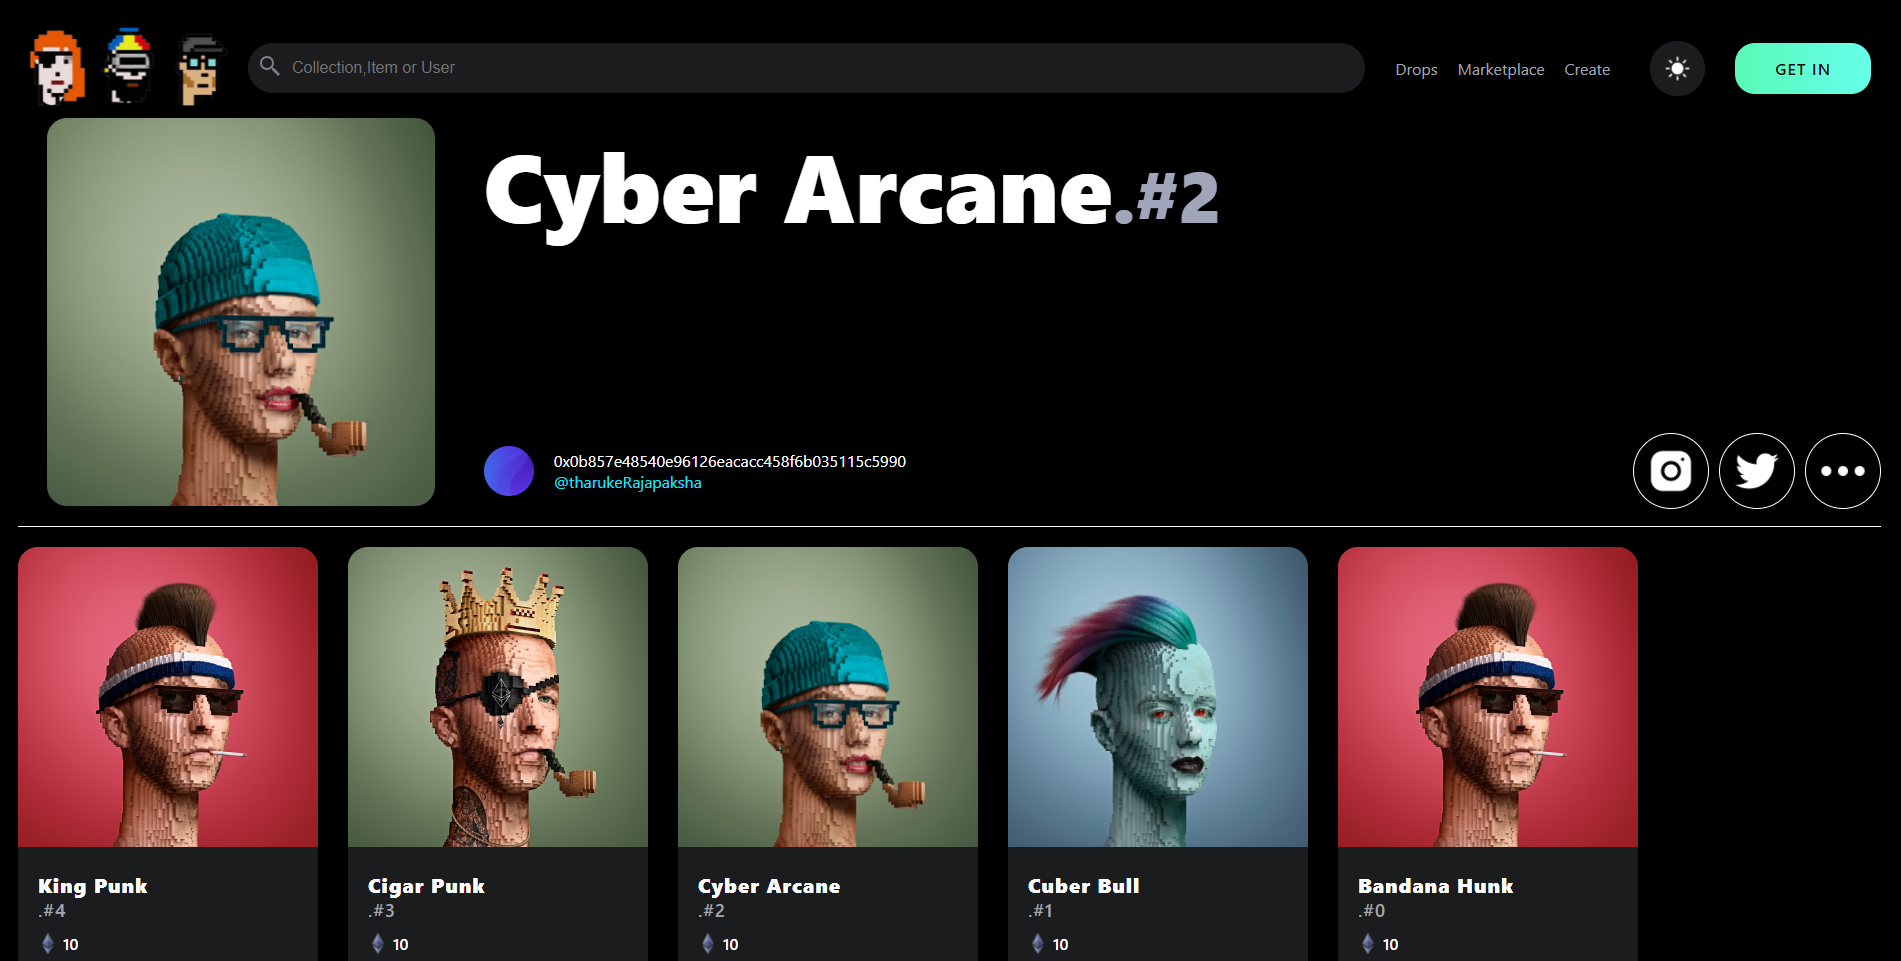 Collection,Item or User
Drops Marketplace Create
GET IN
Cyber Arcane.#2
0x0b857e48540e96126eacacc458f6b035115c5990
@tharukeRajapaksha
King Punk
.#4
10
Cigar Punk
.#3
10
Cyber Arcane
.#2
10
Cuber Bull
.#1
10
Bandana Hunk
.#0
10